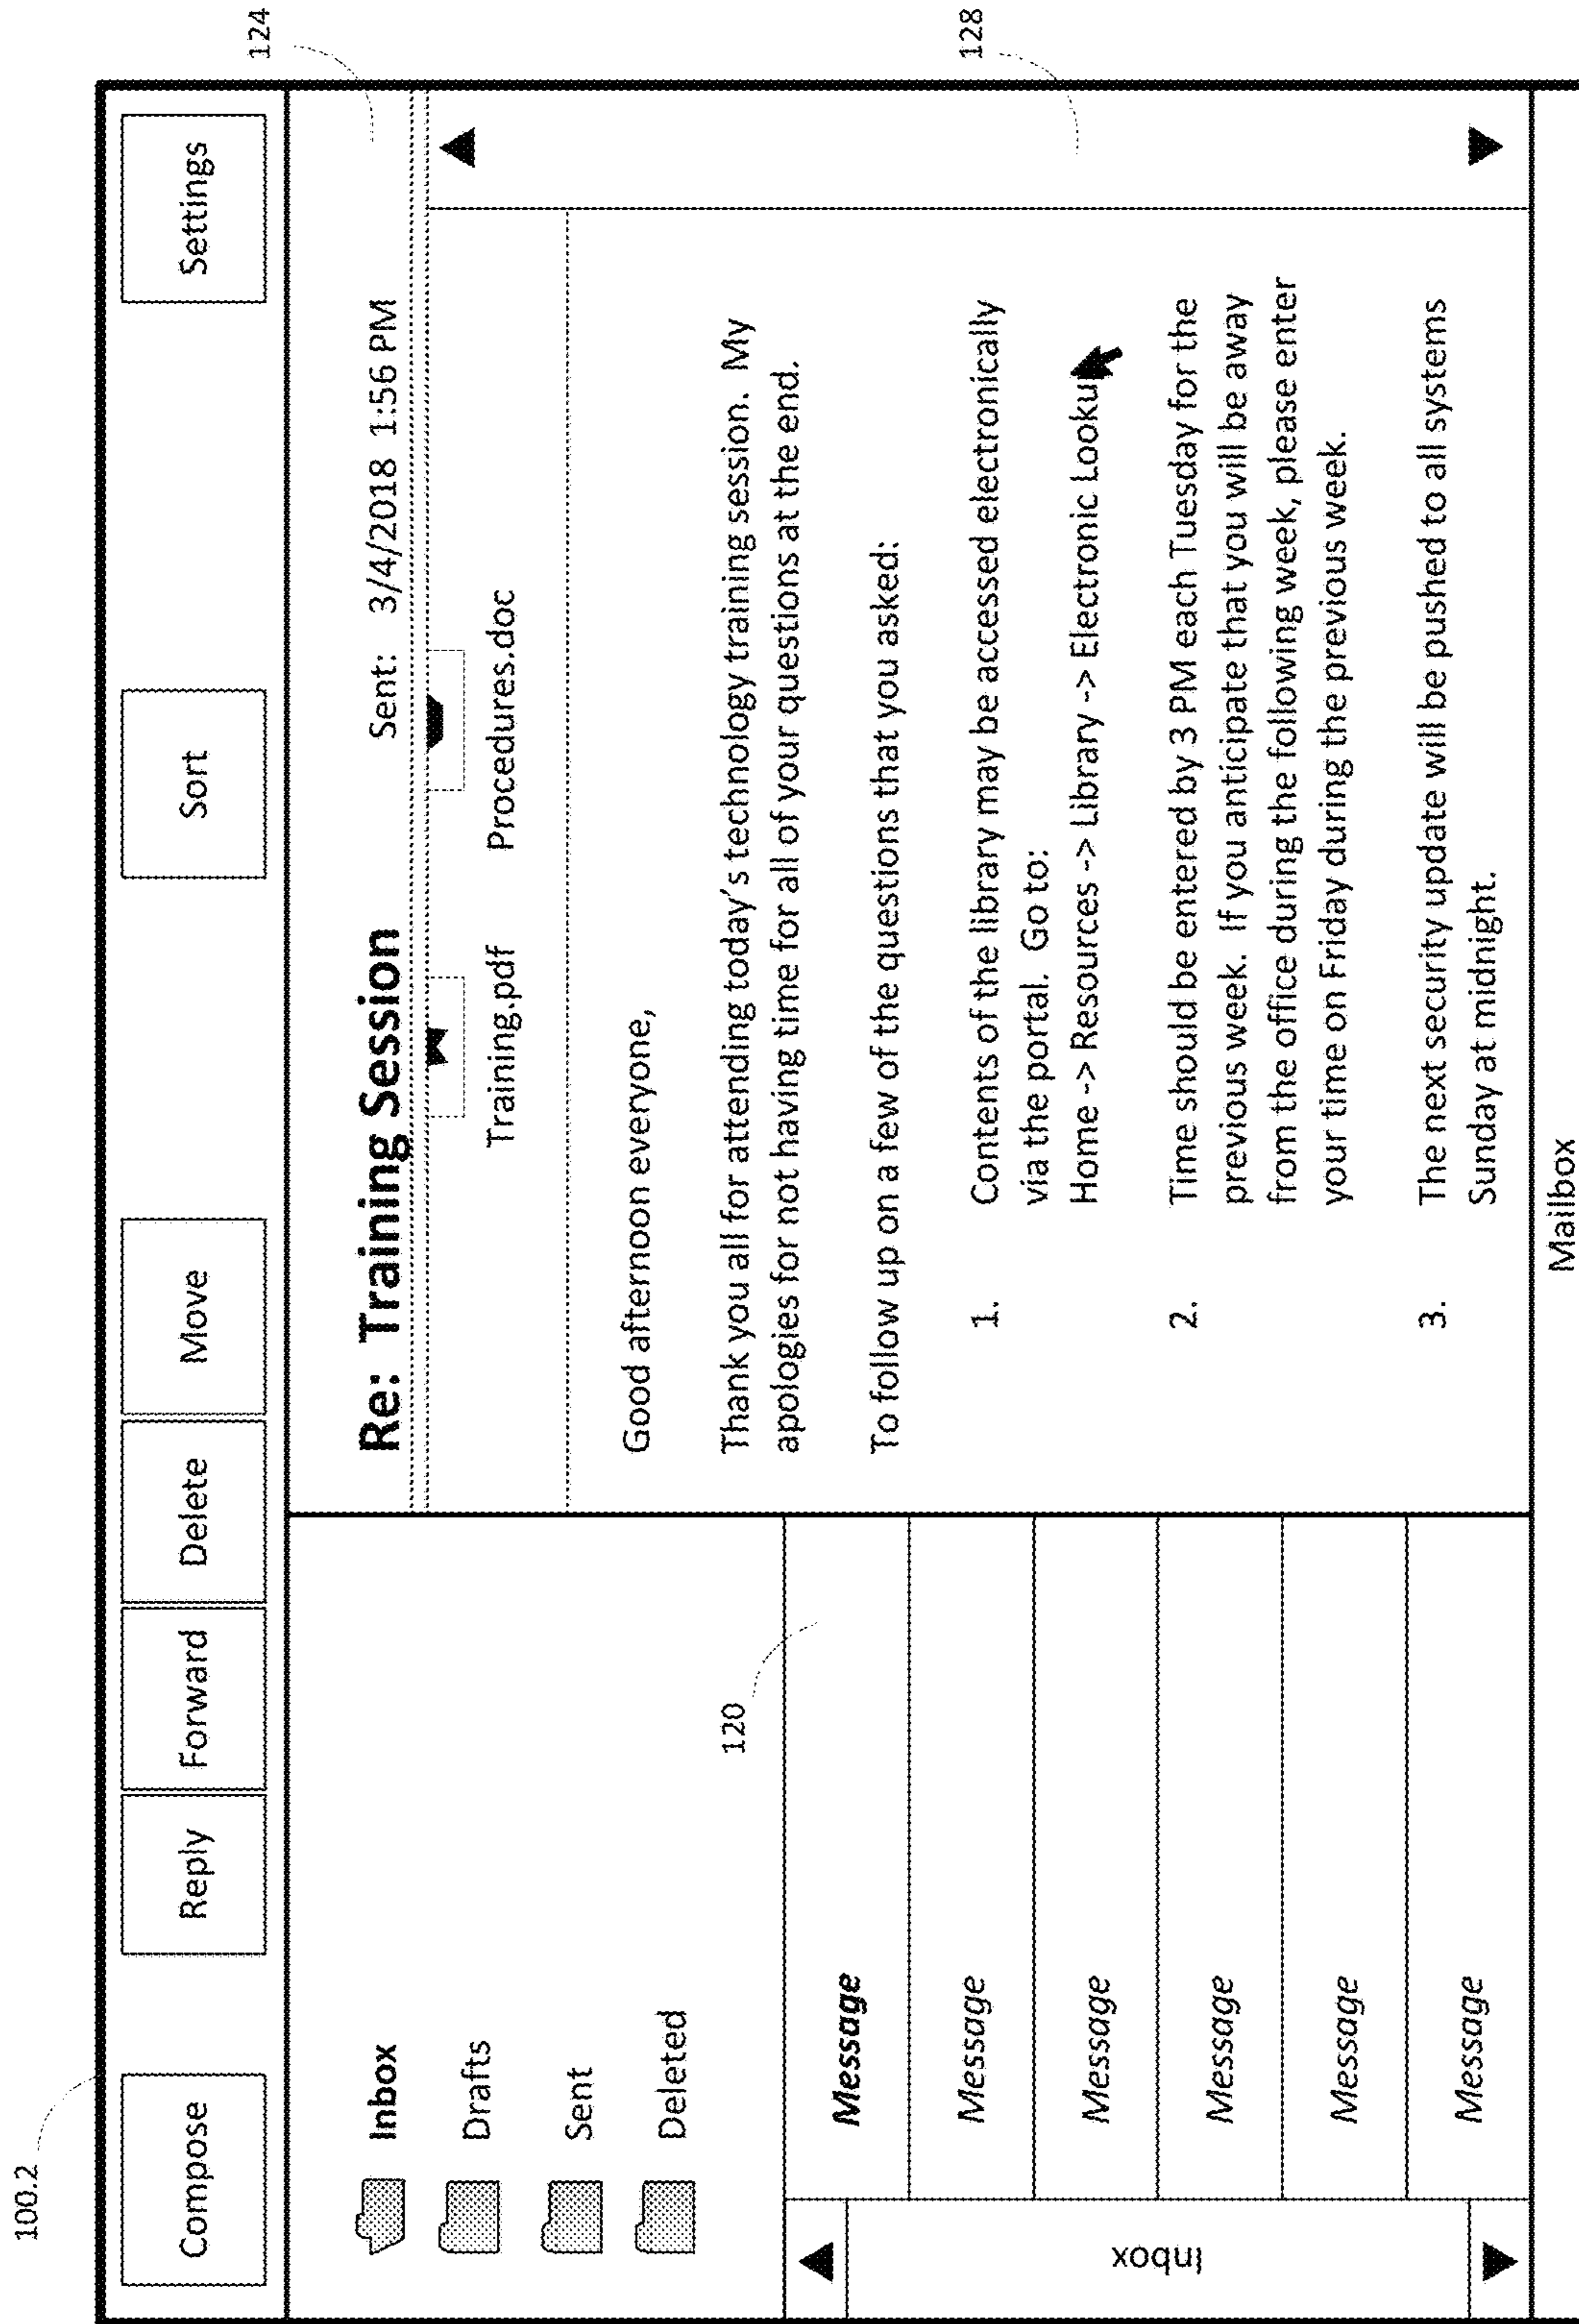 100.2
124
Compose
Reply
Forward
Delete
Move
Sort
Settings
Inbox
Drafts
Sent
Deleted
120
Inbox
Message
Message
Message
Message
Message
Message
Re: Training Session
Sent: 3/4/2018 1:56 PM
Training.pdf
Procedures.doc
128
Good afternoon everyone,
Thank you all for attending today's technology training session. My
apologies for not having time for all of your questions at the end.
To follow up on a few of the questions that you asked:
1. Contents of the library may be accessed electronically
via the portal. Go to:
Home -> Resources -> Library -> Electronic Looku
2. Time should be entered by 3 PM each Tuesday for the
previous week. If you anticipate that you will be away
from the office during the following week, please enter
your time on Friday during the previous week.
3. The next security update will be pushed to all systems
Sunday at midnight.
Mailbox